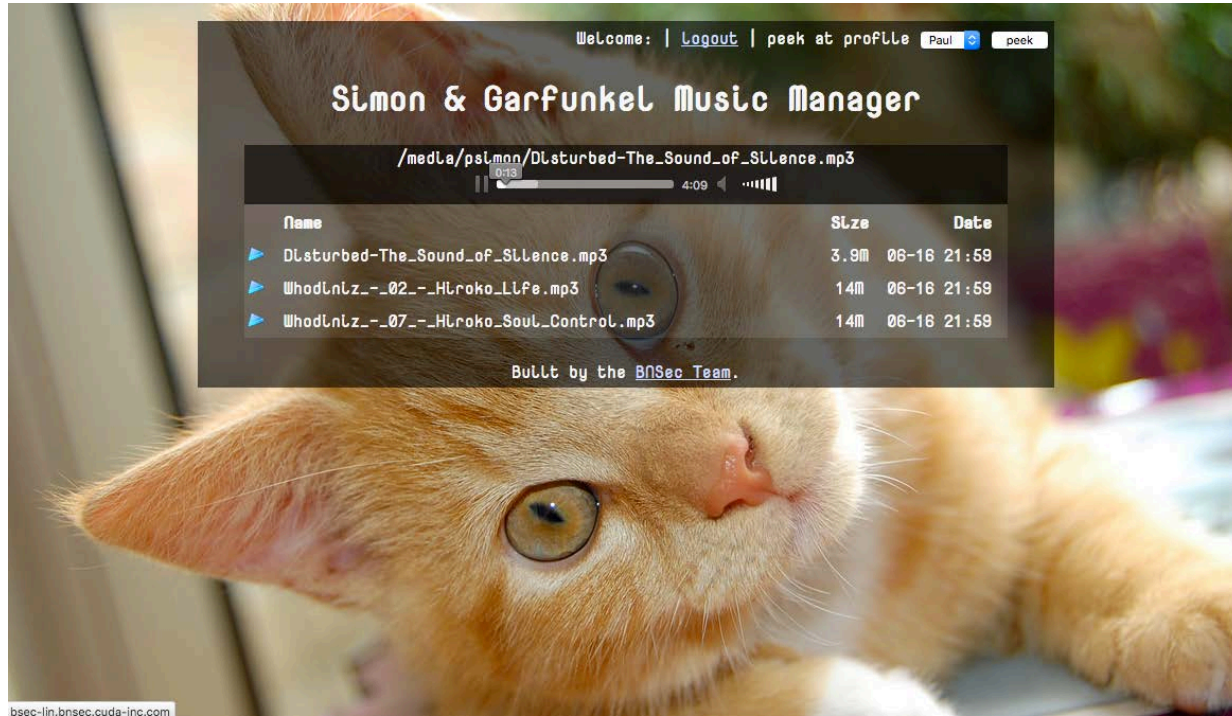 Welcome: | Logout | peek at profile Paul peek
Simon & Garfunkel Music Manager
/media/psimon/Disturbed-The_Sound_of_Silence.mp3
0:13 4:09
Name Size Date
Disturbed-The_Sound_of_Silence.mp3 3.9M 06-16 21:59
Whodiniz_-_02_-_Hiroko_Life.mp3 14M 06-16 21:59
Whodiniz_-_07_-_Hiroko_Soul_Control.mp3 14M 06-16 21:59
Built by the BNSec Team.
bsec-lin.bnsec.cuda-inc.com